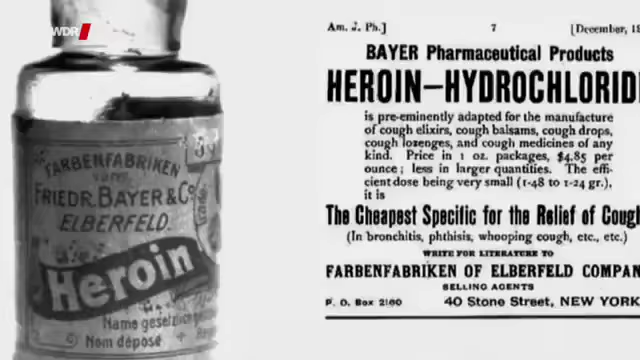 WDR
FARBENFABRIKEN
FRIEDR. BAYER & Co
ELBERFELD.
Heroin
Name gesetzlich
Nom déposé
Am. J. Ph.]
7
[December, 19
BAYER Pharmaceutical Products
HEROIN–HYDROCHLORIDE
is pre-eminently adapted for the manufacture
of cough elixirs, cough balsams, cough drops,
cough lozenges, and cough medicines of any
kind. Price in 1 oz. packages, $4.85 per
ounce; less in larger quantities. The effi-
cient dose being very small (1-48 to 1-24 gr.),
it is
The Cheapest Specific for the Relief of Cough
(In bronchitis, phthisis, whooping cough, etc., etc.)
WRITE FOR LITERATURE TO
FARBENFABRIKEN OF ELBERFELD COMPAN
SELLING AGENTS
P. O. Box 2160
40 Stone Street, NEW YORK